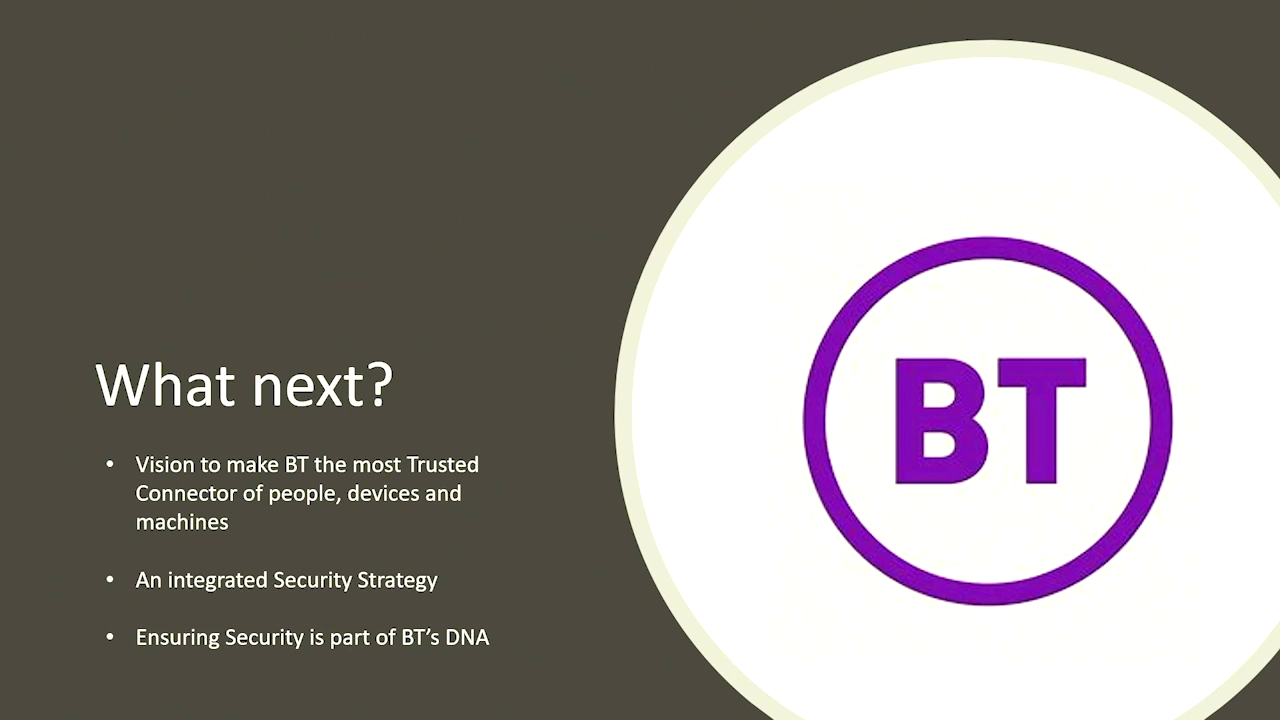 What next?
• Vision to make BT the most Trusted
Connector of people, devices and
machines
• An integrated Security Strategy
• Ensuring Security is part of BT’s DNA
BT